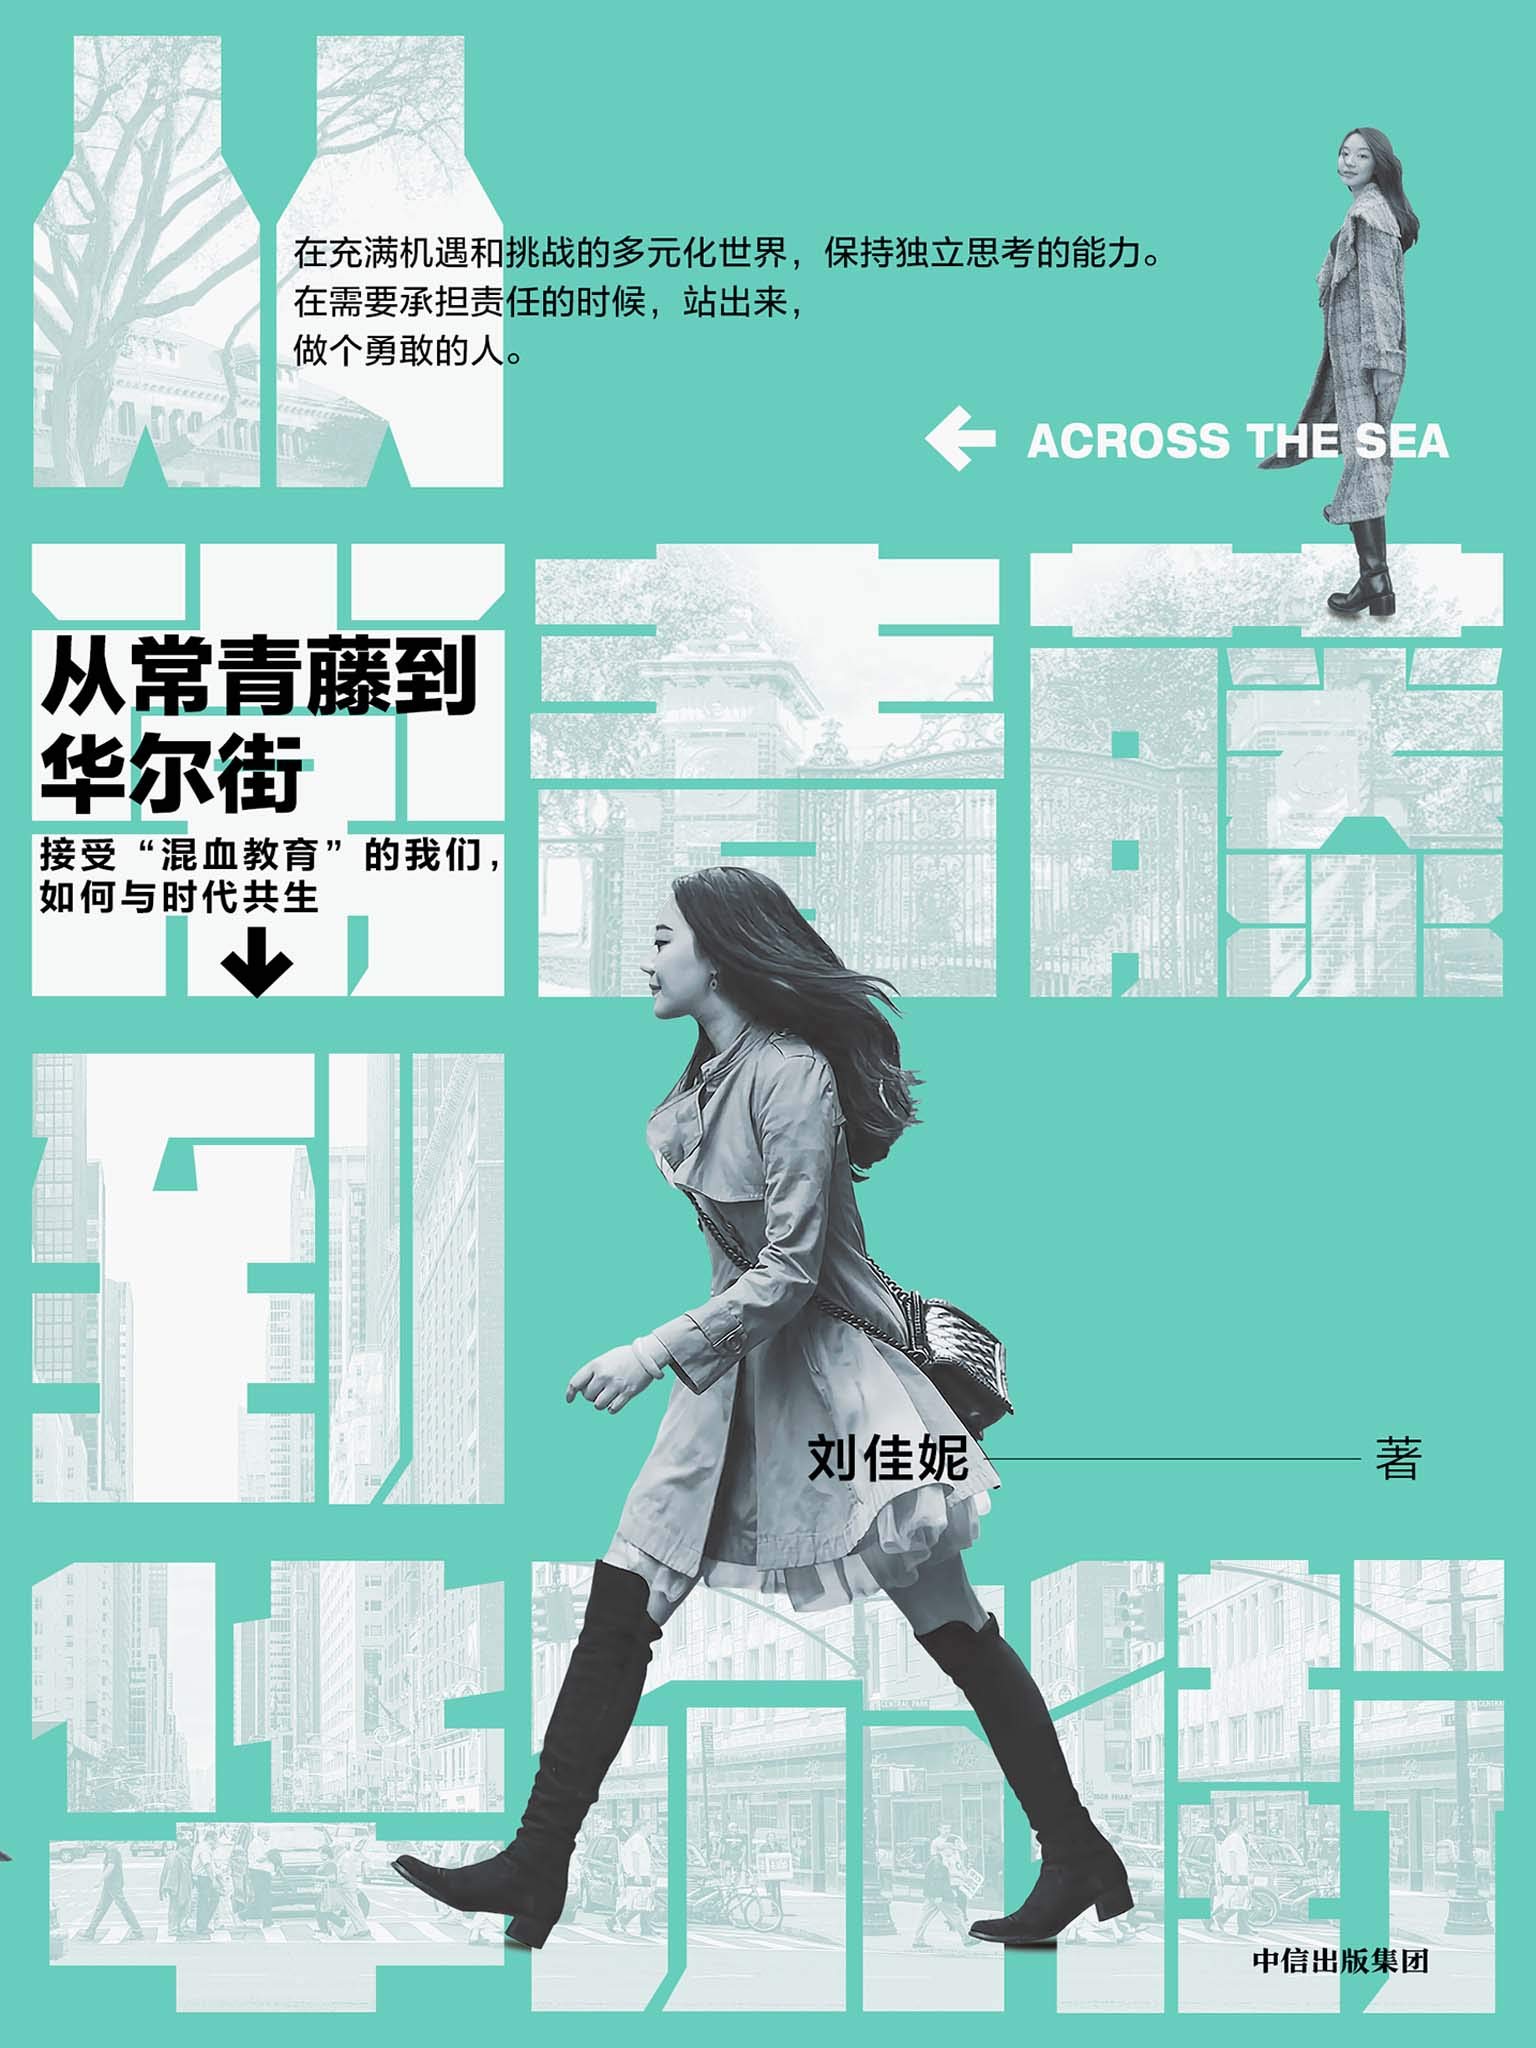 从
在充满机遇和挑战的多元化世界，保持独立思考的能力。
在需要承担责任的时候，站出来，
做个勇敢的人。
ACROSS THE SEA
常青藤
从常青藤到
华尔街
接受“混血教育”的我们，
如何与时代共生
到
刘佳妮 著
华尔街
CENTRAL PARK
中信出版集团